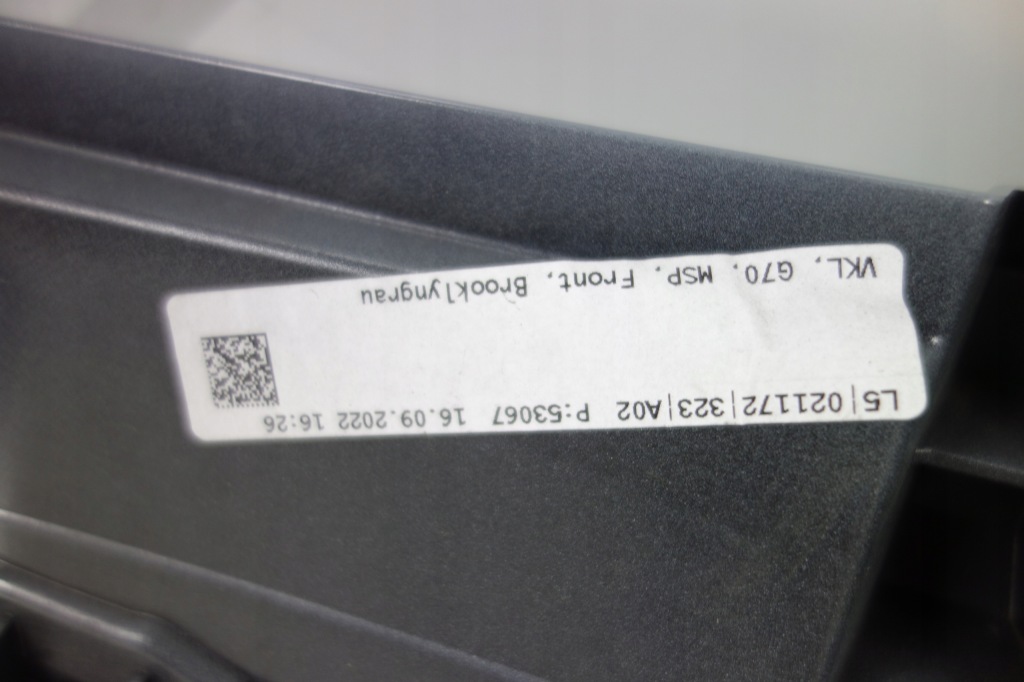 L5|021172|323|A02 P:53067 16.09.2022 16:26
VKL, G70, MSP, Front, Brooklyngrau